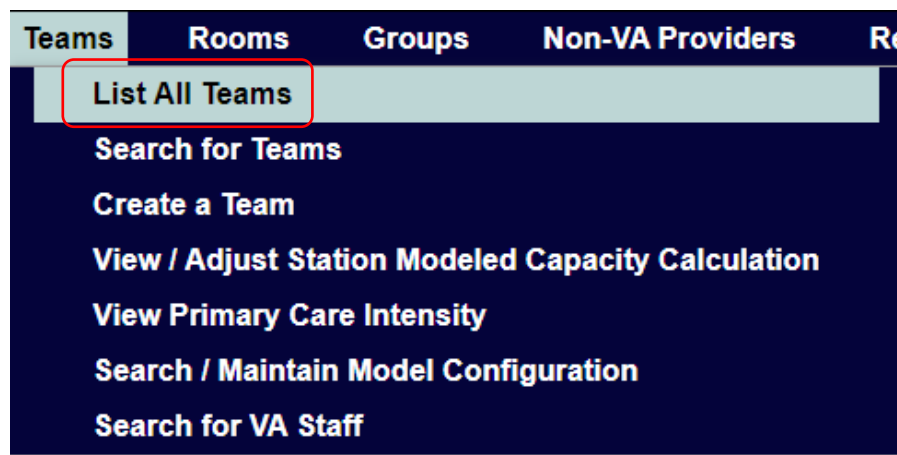 Teams Rooms Groups Non-VA Providers
List All Teams
Search for Teams
Create a Team
View / Adjust Station Modeled Capacity Calculation
View Primary Care Intensity
Search / Maintain Model Configuration
Search for VA Staff